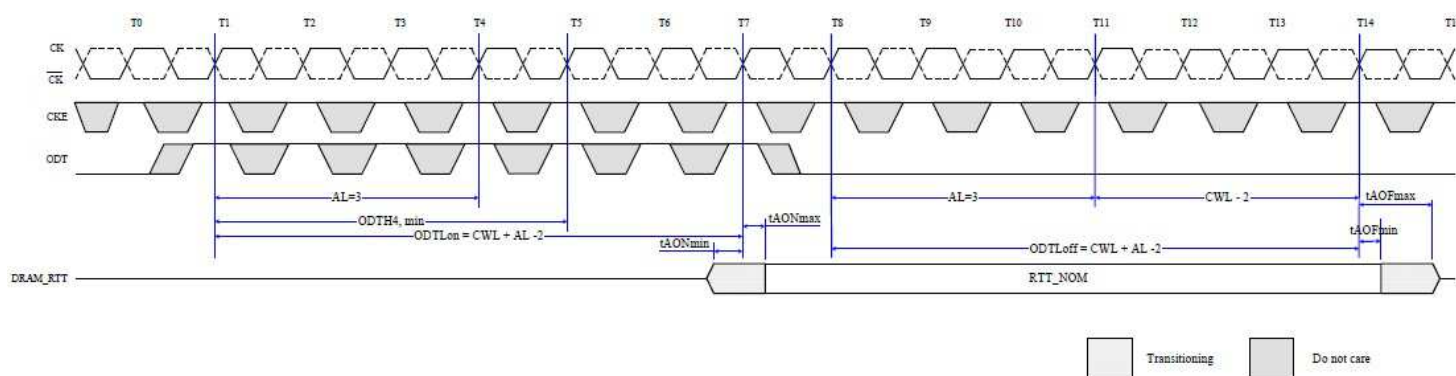 T0 T1 T2 T3 T4 T5 T6 T7 T8 T9 T10 T11 T12 T13 T14 T1
CK
CK
CKE
ODT
AL=3 AL=3 CWL - 2 tAOFmax
ODTH4, min tAONmax
ODTLon = CWL + AL -2 tAOFmin
tAONmin ODTLoff = CWL + AL -2
DRAM_RTT RTT_NOM
Transitioning Do not care